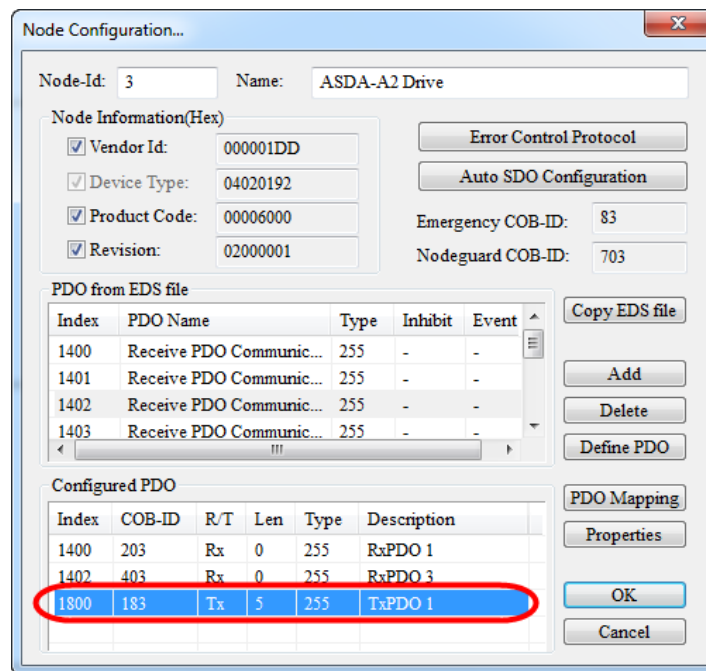 Node Configuration...
Node-Id: 3 Name: ASDA-A2 Drive
Node Information(Hex)
Vendor Id: 000001DD
Device Type: 04020192
Product Code: 00006000
Revision: 02000001
Error Control Protocol
Auto SDO Configuration
Emergency COB-ID: 83
Nodeguard COB-ID: 703
PDO from EDS file
Index PDO Name Type Inhibit Event
1400 Receive PDO Communic... 255 - -
1401 Receive PDO Communic... 255 - -
1402 Receive PDO Communic... 255 - -
1403 Receive PDO Communic... 255 - -
Copy EDS file
Add
Delete
Define PDO
Configured PDO
Index COB-ID R/T Len Type Description
1400 203 Rx 0 255 RxPDO 1
1402 403 Rx 0 255 RxPDO 3
1800 183 Tx 5 255 TxPDO 1
PDO Mapping
Properties
OK
Cancel